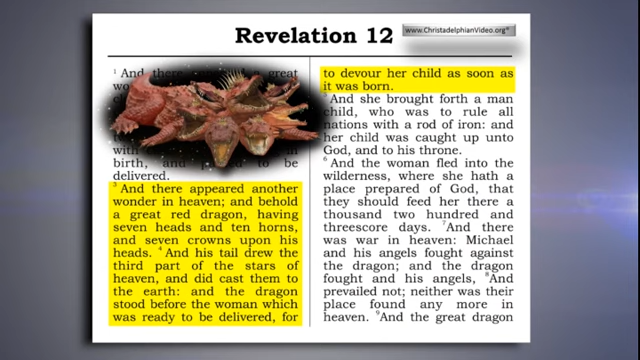 Revelation 12
www.ChristadelphianVideo.org
1 And there great
wo
c
t
with in
birth, and to be
delivered.
3 And there appeared another
wonder in heaven; and behold
a great red dragon, having
seven heads and ten horns,
and seven crowns upon his
heads. 4 And his tail drew the
third part of the stars of
heaven, and did cast them to
the earth: and the dragon
stood before the woman which
was ready to be delivered, for
to devour her child as soon as
it was born.
5 And she brought forth a man
child, who was to rule all
nations with a rod of iron: and
her child was caught up unto
God, and to his throne.
6 And the woman fled into the
wilderness, where she hath a
place prepared of God, that
they should feed her there a
thousand two hundred and
threescore days. 7 And there
was war in heaven: Michael
and his angels fought against
the dragon; and the dragon
fought and his angels, 8 And
prevailed not; neither was their
place found any more in
heaven. 9 And the great dragon